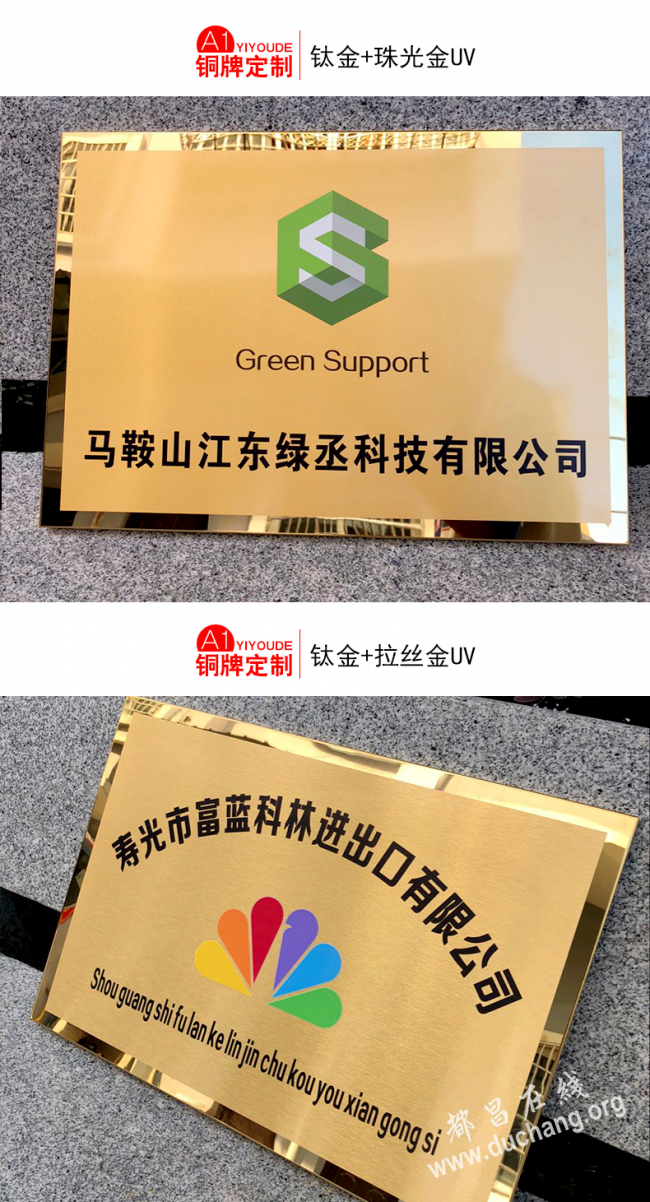 A1 YIYOUDE
铜牌定制
钛金+珠光金UV
Green Support
马鞍山江东绿丞科技有限公司
A1 YIYOUDE
铜牌定制
钛金+拉丝金UV
寿光市富蓝科林进出口有限公司
Shou guang shi fu lan ke lin jin chu kou you xian gong si
都昌在线
www.duchang.org